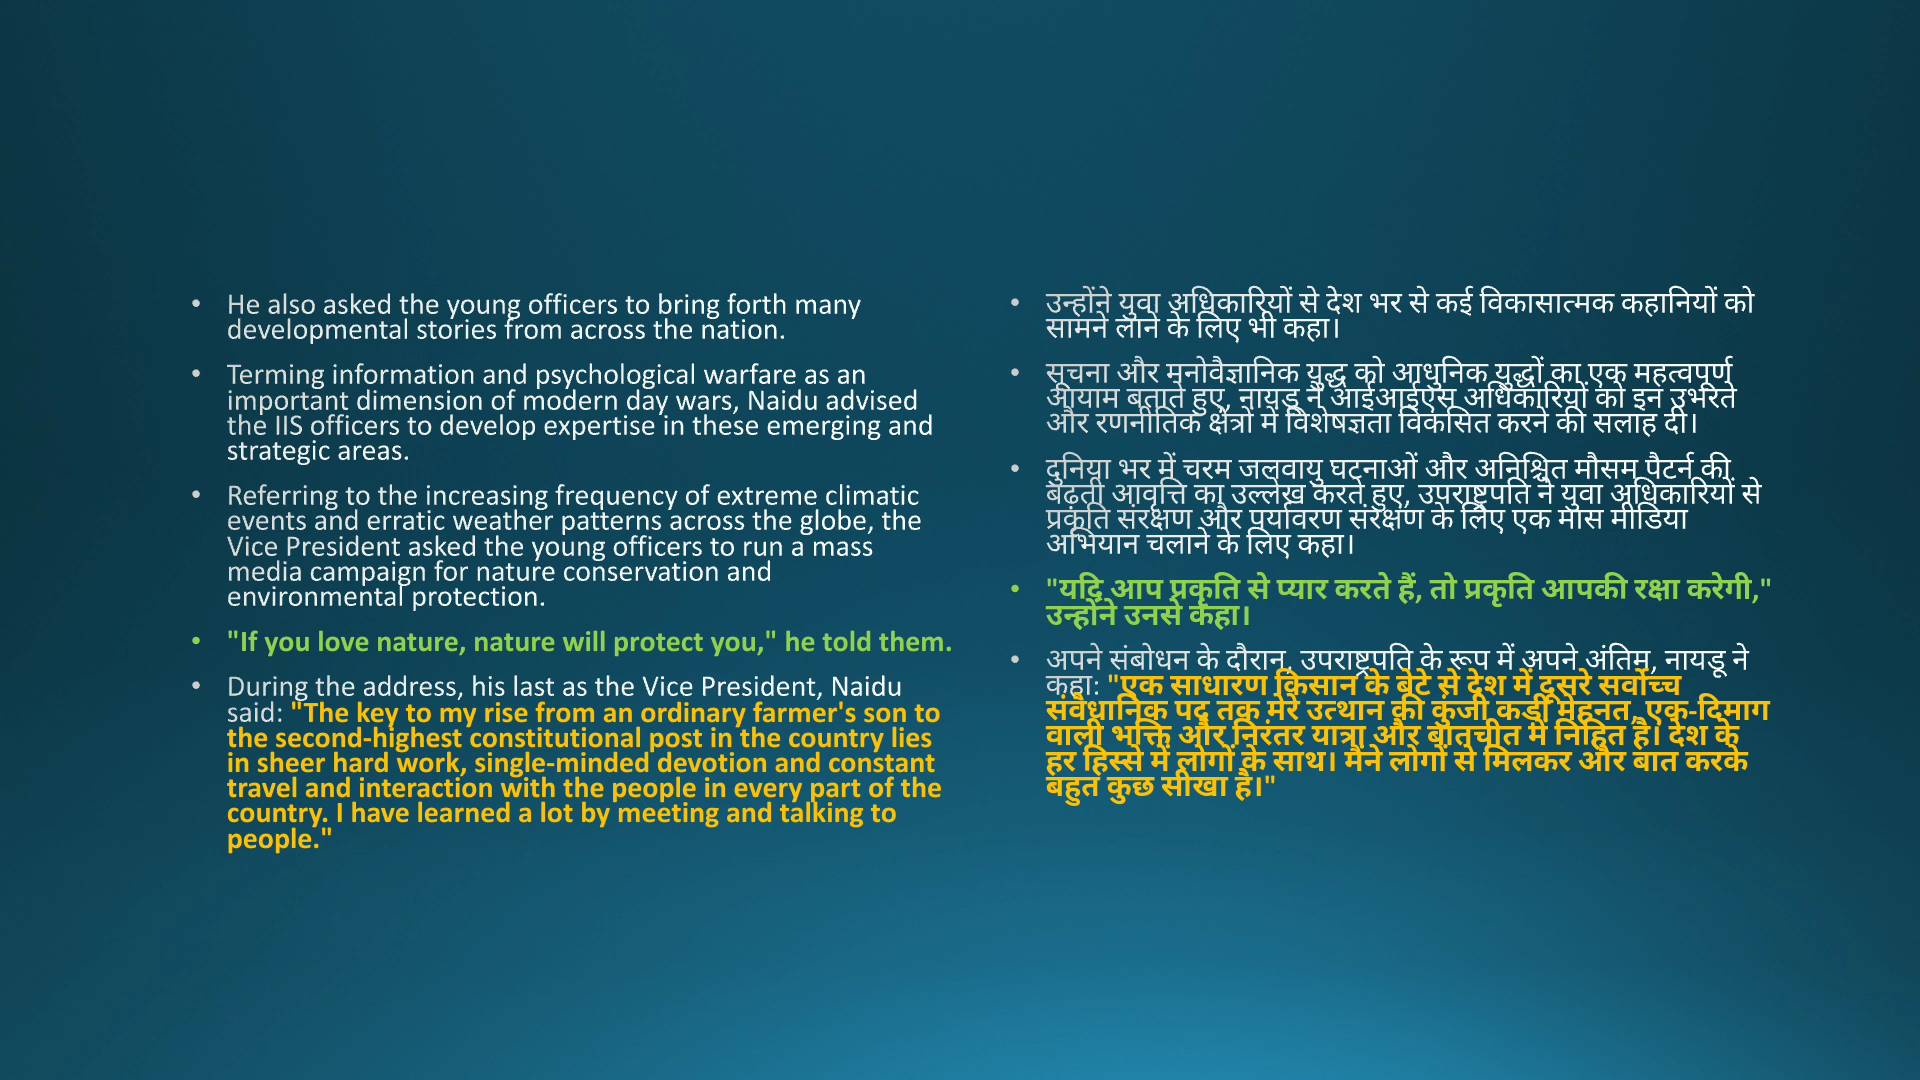 • He also asked the young officers to bring forth many
developmental stories from across the nation.
• Terming information and psychological warfare as an
important dimension of modern day wars, Naidu advised
the IIS officers to develop expertise in these emerging and
strategic areas.
• Referring to the increasing frequency of extreme climatic
events and erratic weather patterns across the globe, the
Vice President asked the young officers to run a mass
media campaign for nature conservation and
environmental protection.
• "If you love nature, nature will protect you," he told them.
• During the address, his last as the Vice President, Naidu
said: "The key to my rise from an ordinary farmer's son to
the second-highest constitutional post in the country lies
in sheer hard work, single-minded devotion and constant
travel and interaction with the people in every part of the
country. I have learned a lot by meeting and talking to
people."
• उन्होंने युवा अधिकारियों से देश भर से कई विकासात्मक कहानियों को
सामने लाने के लिए भी कहा।
• सूचना और मनोवैज्ञानिक युद्ध को आधुनिक युद्धों का एक महत्वपूर्ण
आयाम बताते हुए, नायडू ने आईआईएस अधिकारियों को इन उभरते
और रणनीतिक क्षेत्रों में विशेषज्ञता विकसित करने की सलाह दी।
• दुनिया भर में चरम जलवायु घटनाओं और अनिश्चित मौसम पैटर्न की
बढ़ती आवृत्ति का उल्लेख करते हुए, उपराष्ट्रपति ने युवा अधिकारियों से
प्रकृति संरक्षण और पर्यावरण संरक्षण के लिए एक मास मीडिया
अभियान चलाने के लिए कहा।
• "यदि आप प्रकृति से प्यार करते हैं, तो प्रकृति आपकी रक्षा करेगी,"
उन्होंने उनसे कहा।
• अपने संबोधन के दौरान, उपराष्ट्रपति के रूप में अपने अंतिम, नायडू ने
कहा: "एक साधारण किसान के बेटे से देश में दूसरे सर्वोच्च
संवैधानिक पद तक मेरे उत्थान की कुंजी कड़ी मेहनत, एक-दिमाग
वाली भक्ति और निरंतर यात्रा और बातचीत में निहित है। देश के
हर हिस्से में लोगों के साथ। मैंने लोगों से मिलकर और बात करके
बहुत कुछ सीखा है।"